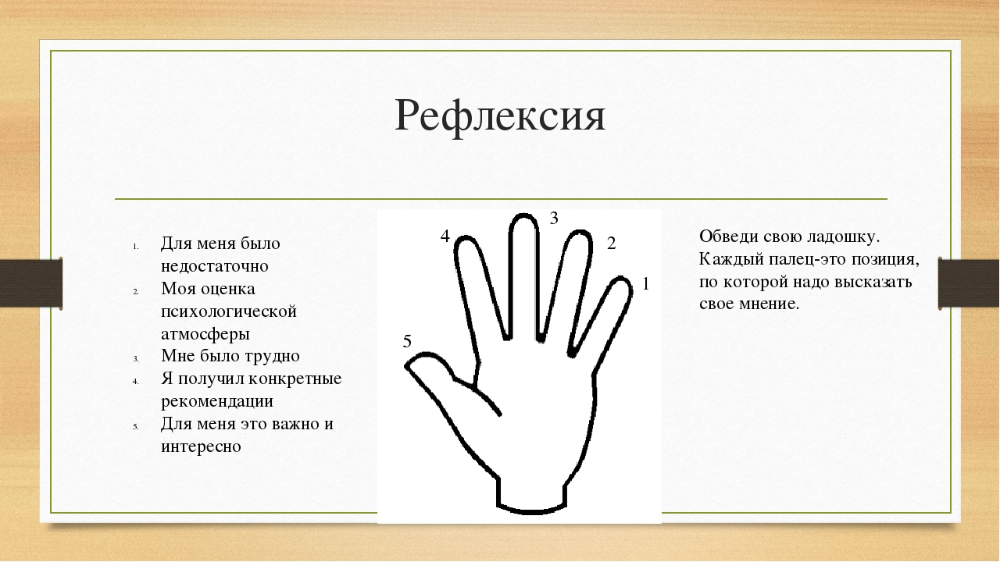 Рефлексия
1. Для меня было
недостаточно
2. Моя оценка
психологической
атмосферы
3. Мне было трудно
4. Я получил конкретные
рекомендации
5. Для меня это важно и
интересно
3
4
2
1
5
Обведи свою ладошку.
Каждый палец-это позиция,
по которой надо высказать
свое мнение.